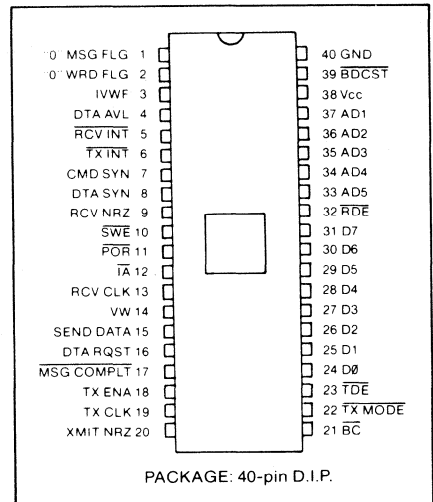 "0" MSG FLG 1
"0" WRD FLG 2
IVWF 3
DTA AVL 4
RCV INT 5
TX INT 6
CMD SYN 7
DTA SYN 8
RCV NRZ 9
SWE 10
POR 11
IA 12
RCV CLK 13
VW 14
SEND DATA 15
DTA RQST 16
MSG COMPLT 17
TX ENA 18
TX CLK 19
XMIT NRZ 20
40 GND
39 BDCST
38 Vcc
37 AD1
36 AD2
35 AD3
34 AD4
33 AD5
32 RDE
31 D7
30 D6
29 D5
28 D4
27 D3
26 D2
25 D1
24 DØ
23 TDE
22 TX MODE
21 BC
PACKAGE: 40-pin D.I.P.